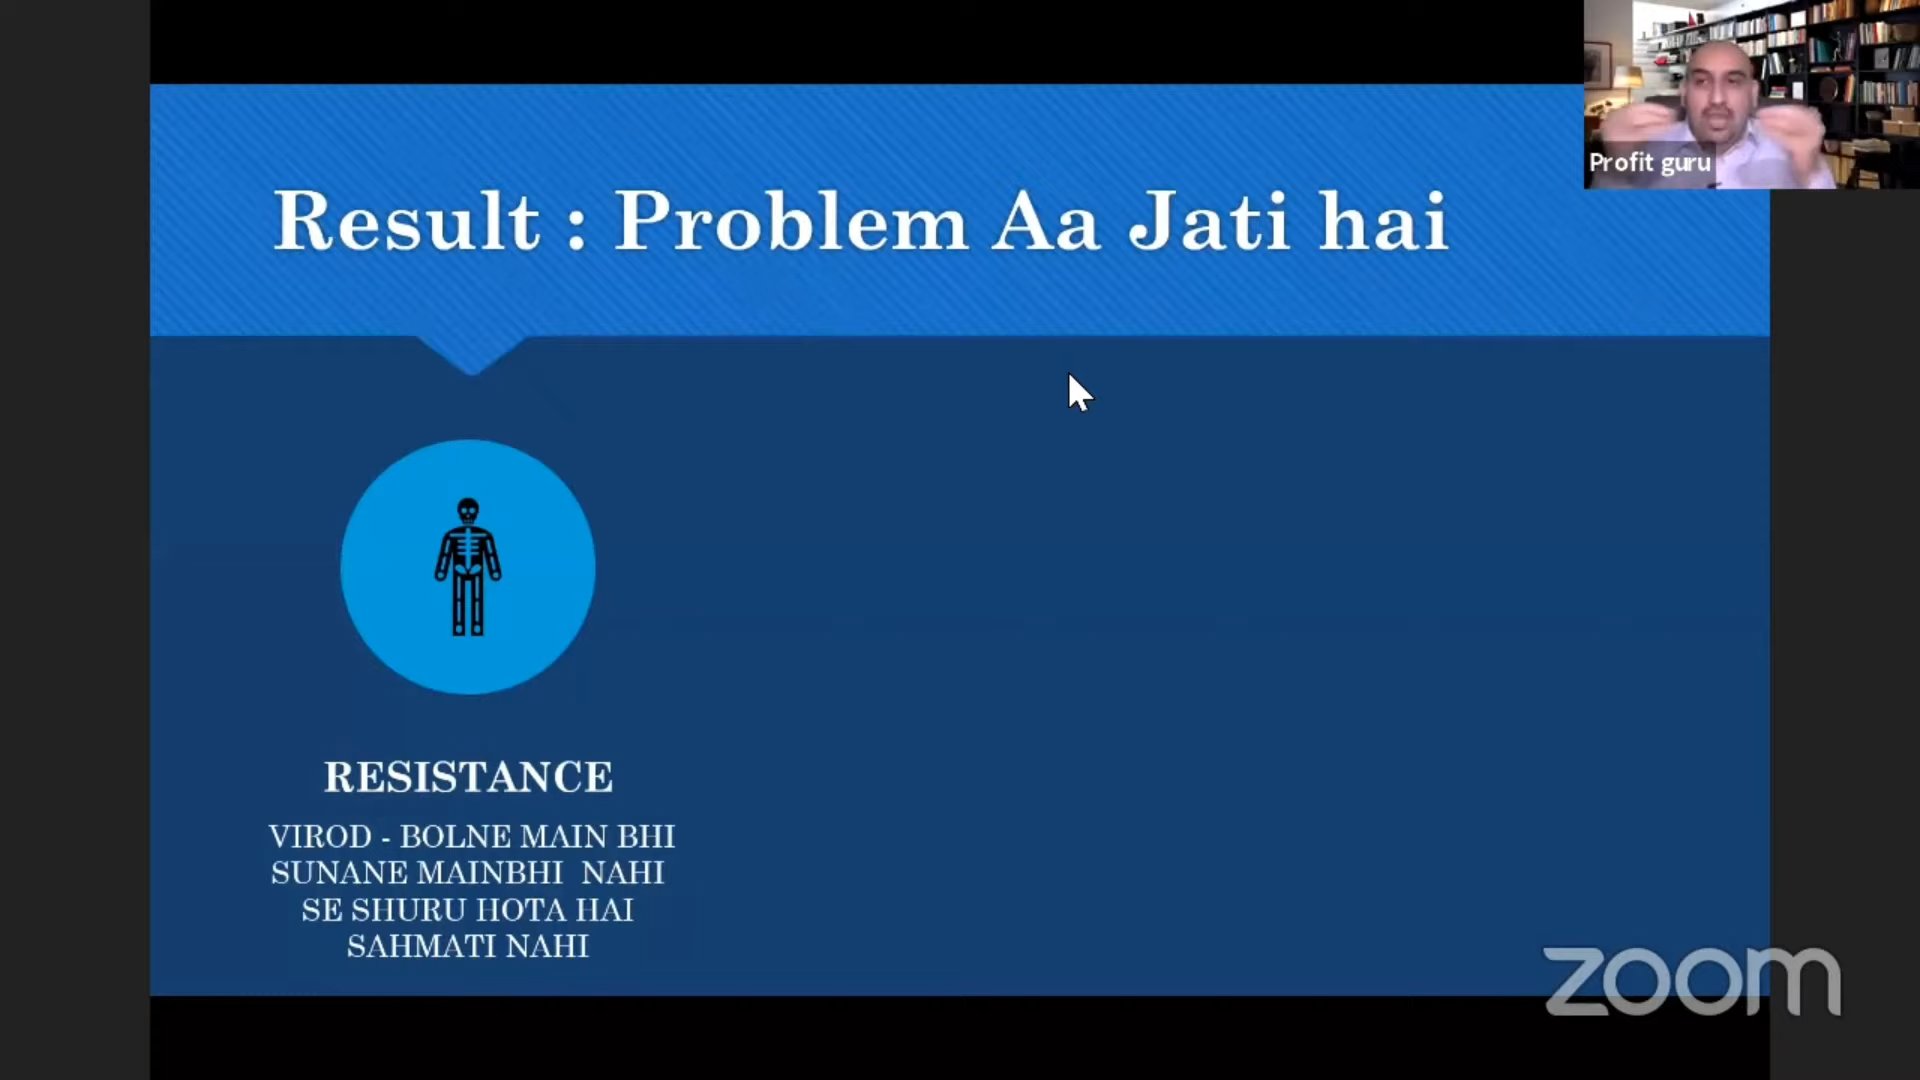 Profit guru
Result : Problem Aa Jati hai
RESISTANCE
VIROD - BOLNE MAIN BHI
SUNANE MAINBHI NAHI
SE SHURU HOTA HAI
SAHMATI NAHI
zoom